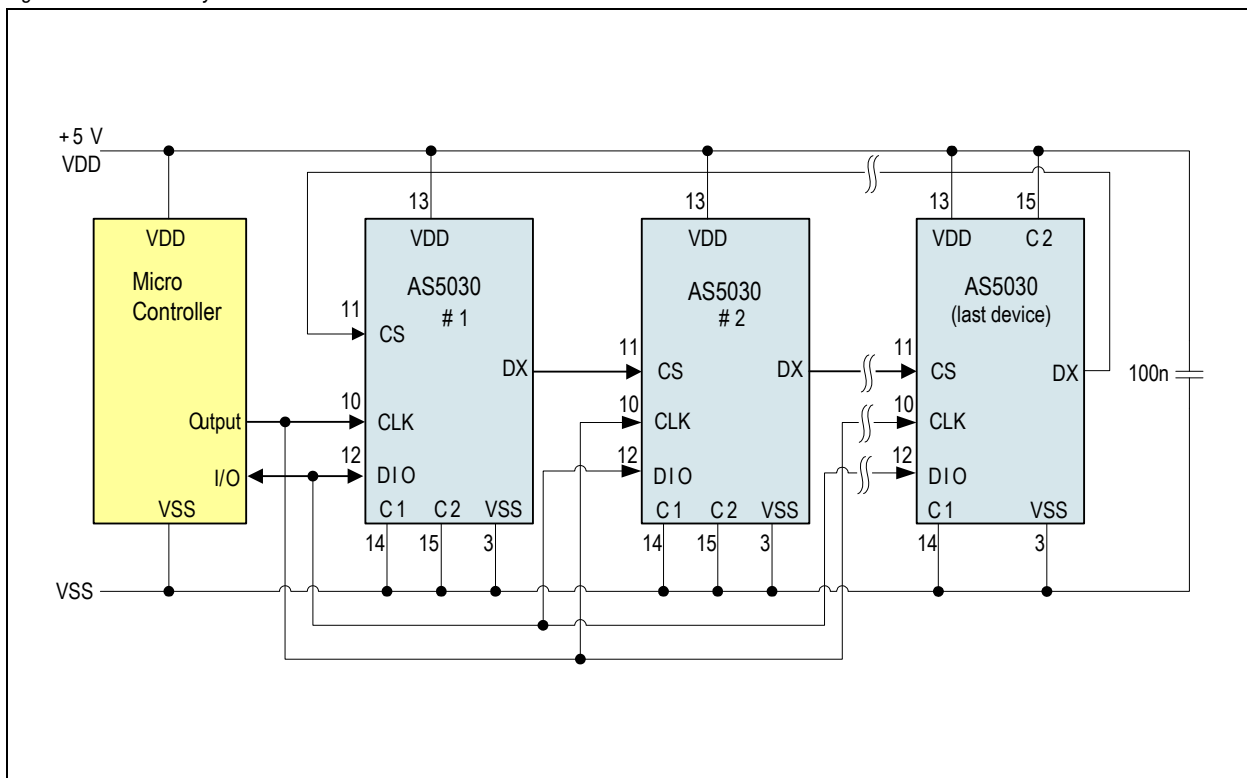 +5 V
VDD
13
13
13
15
VDD
VDD
VDD
VDD
C2
Micro
Controller
AS5030
# 1
AS5030
# 2
AS5030
(last device)
11
CS
DX
11
CS
DX
11
CS
DX
100n
Output
10
CLK
10
CLK
10
CLK
I/O
12
DIO
12
DIO
12
DIO
VSS
C1
C2
VSS
C1
C2
VSS
C1
VSS
14
15
3
14
15
3
14
3
VSS